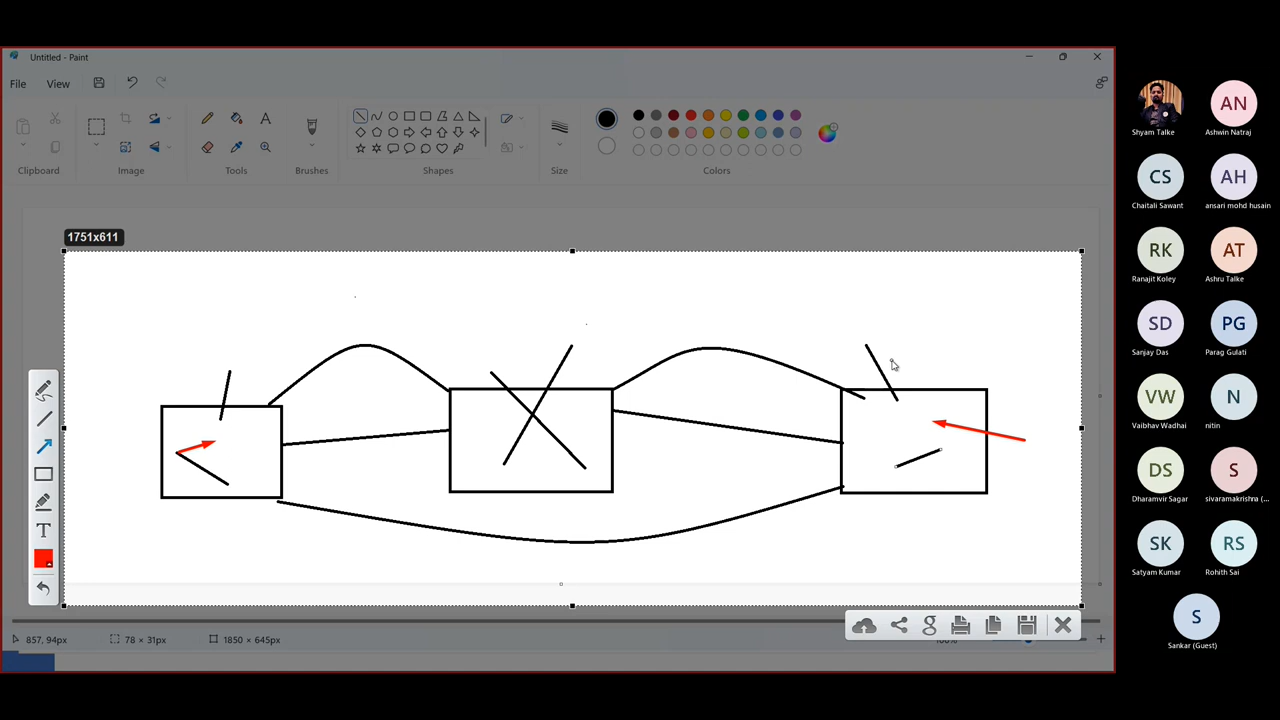 Untitled - Paint
File View
Clipboard Image Tools Brushes Shapes Size Colors
A
1751x611
T
g
857, 94px 78 × 31px 1850 × 645px
Shyam Talke
AN
Ashwin Natraj
CS
Chaitali Sawant
AH
ansari mohd husain
RK
Ranajit Koley
AT
Ashru Talke
SD
Sanjay Das
PG
Parag Gulati
VW
Vaibhav Wadhai
N
nitin
DS
Dharamvir Sagar
S
sivaramakrishna (...
SK
Satyam Kumar
RS
Rohith Sai
S
Sankar (Guest)